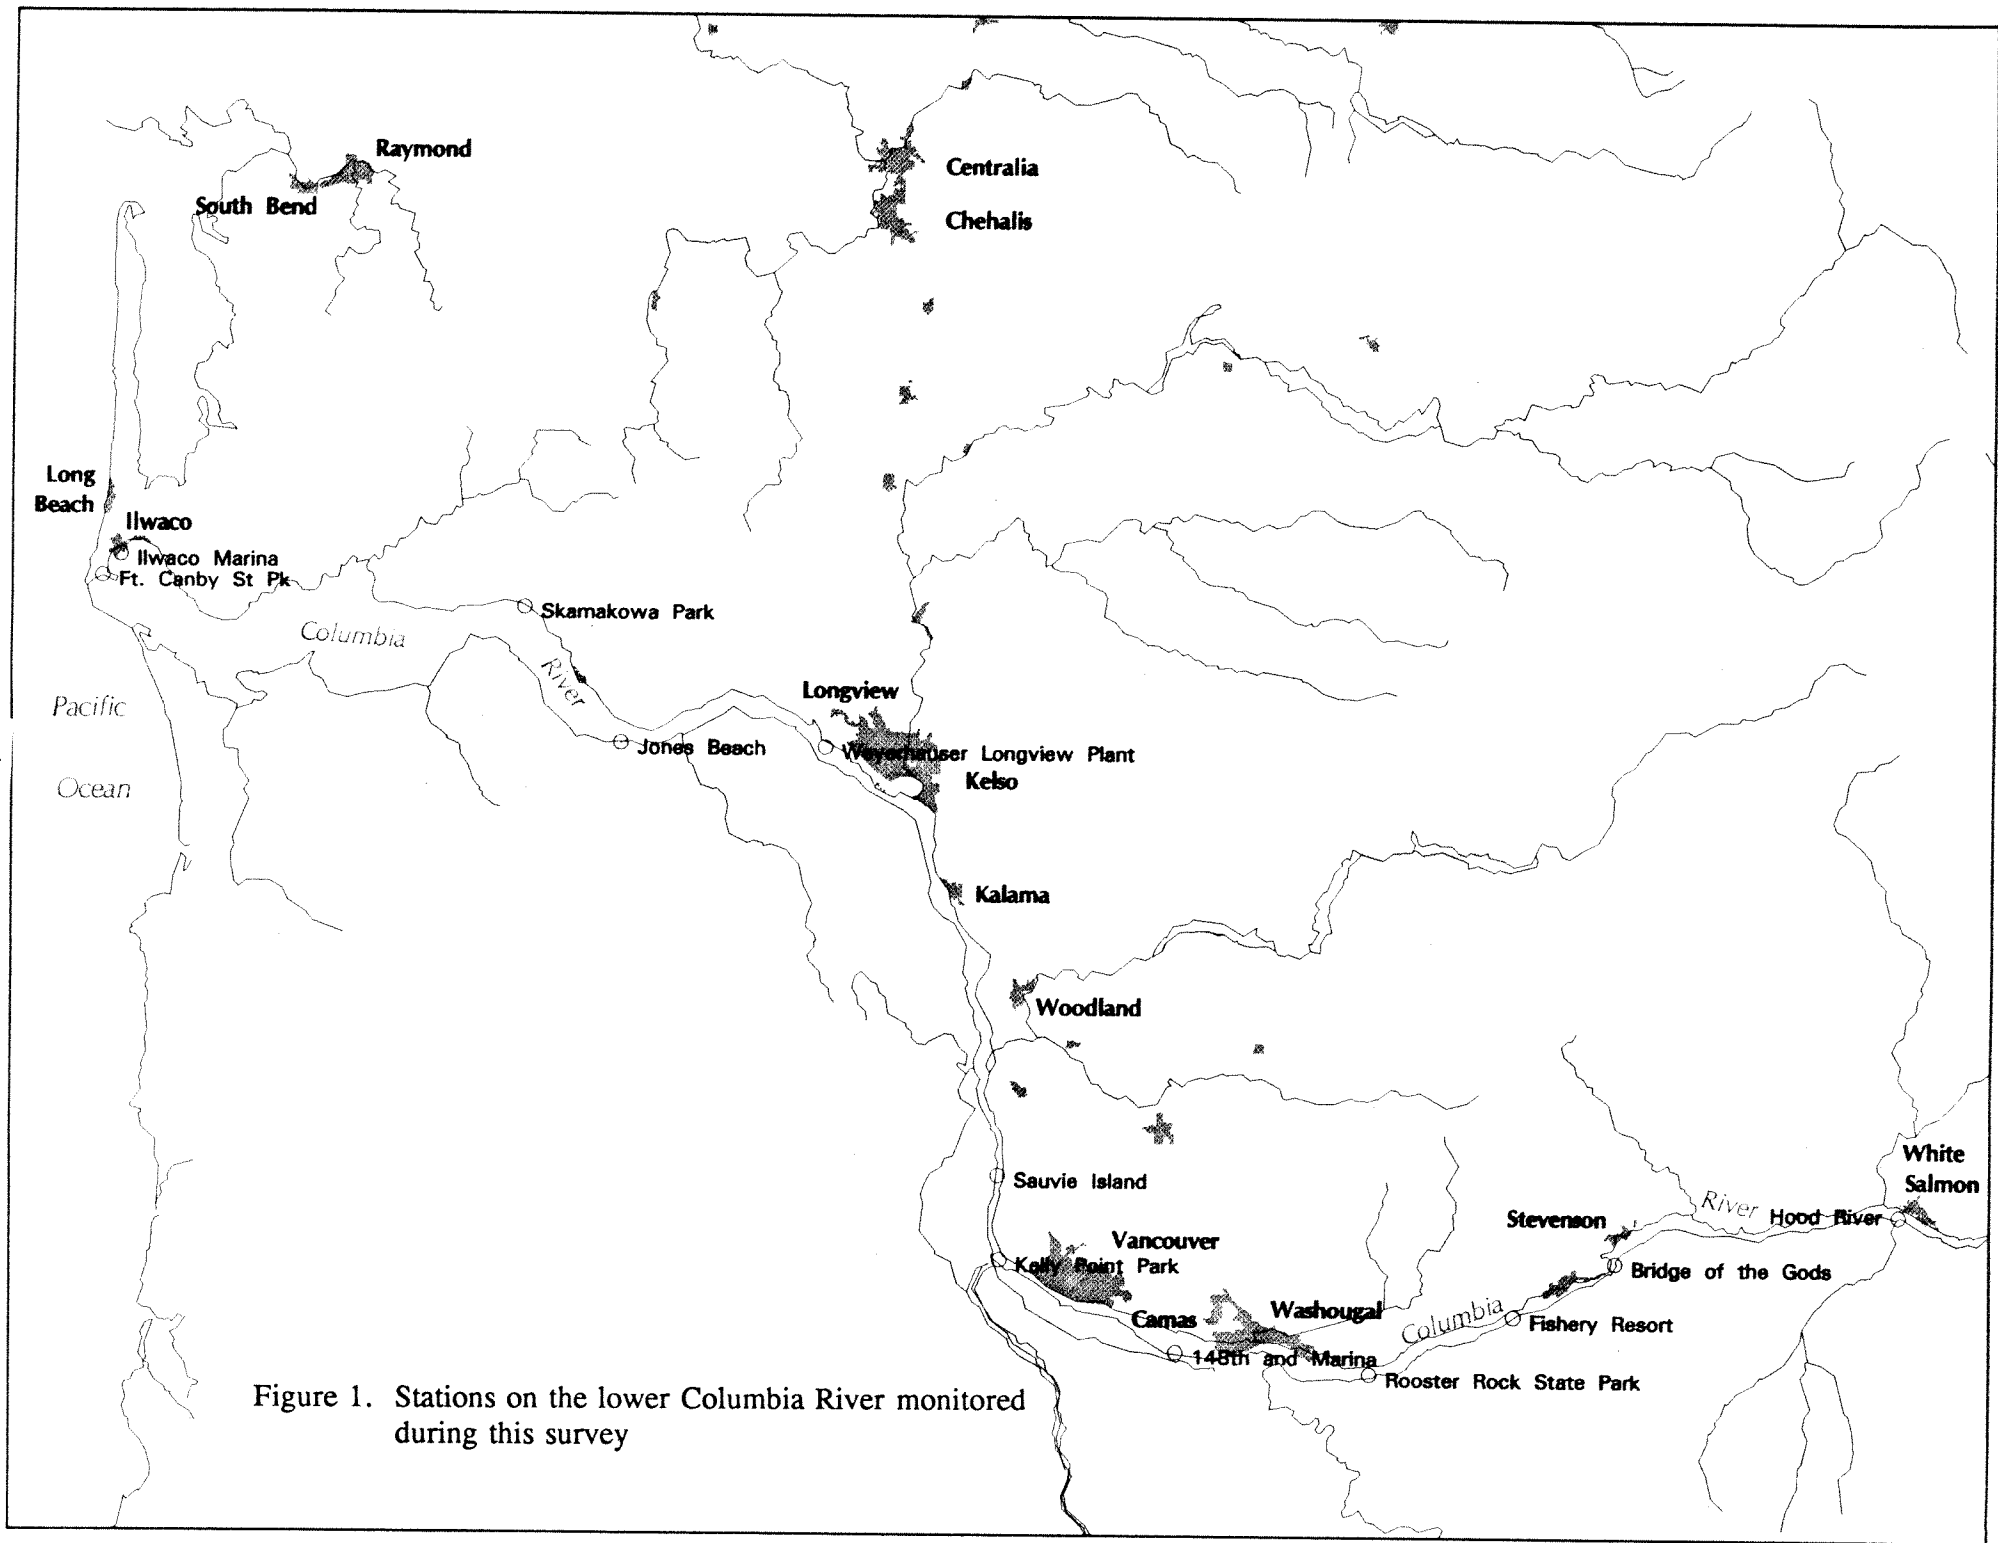 Raymond
South Bend
Centralia
Chehalis
Long
Beach
Ilwaco
Ilwaco Marina
Ft. Canby St Pk
Skamakowa Park
Columbia
River
Pacific
Ocean
Longview
Jones Beach
Weyerhauser Longview Plant
Kelso
Kalama
Woodland
Sauvie Island
White
Salmon
River
Hood River
Stevenson
Vancouver
Kelly Point Park
Bridge of the Gods
Camas
Washougal
Columbia
Fishery Resort
148th and Marina
Rooster Rock State Park
Figure 1. Stations on the lower Columbia River monitored
during this survey